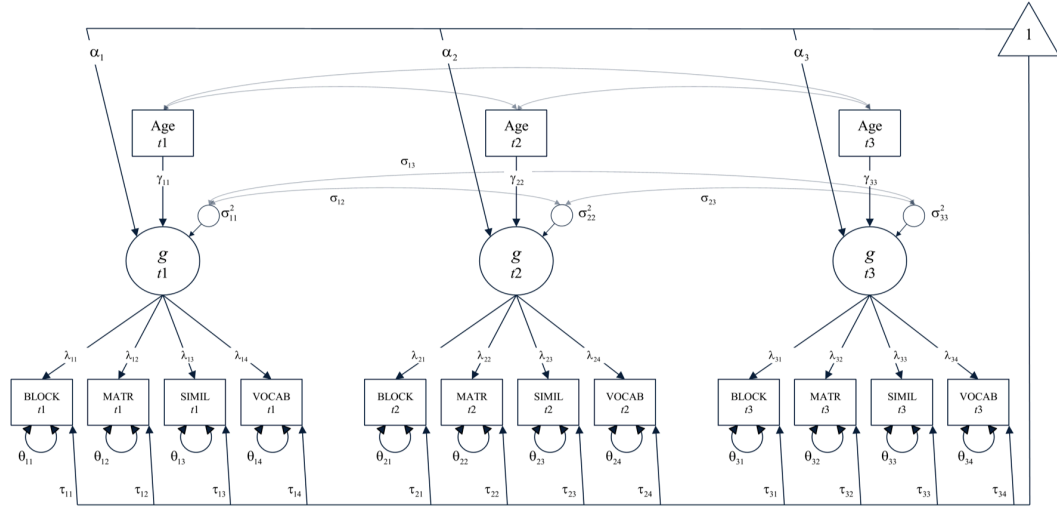 1
α₁ α₂ α₃
Age Age Age
t1 t2 t3
σ₁₃
γ₁₁ γ₂₂ γ₃₃
σ₁₂ σ₂₃
σ²₁₁ σ²₂₂ σ²₃₃
g g g
t1 t2 t3
λ₁₁ λ₁₂ λ₁₃ λ₁₄ λ₂₁ λ₂₂ λ₂₃ λ₂₄ λ₃₁ λ₃₂ λ₃₃ λ₃₄
BLOCK MATR SIMIL VOCAB BLOCK MATR SIMIL VOCAB BLOCK MATR SIMIL VOCAB
t1 t1 t1 t1 t2 t2 t2 t2 t3 t3 t3 t3
θ₁₁ θ₁₂ θ₁₃ θ₁₄ θ₂₁ θ₂₂ θ₂₃ θ₂₄ θ₃₁ θ₃₂ θ₃₃ θ₃₄
τ₁₁ τ₁₂ τ₁₃ τ₁₄ τ₂₁ τ₂₂ τ₂₃ τ₂₄ τ₃₁ τ₃₂ τ₃₃ τ₃₄